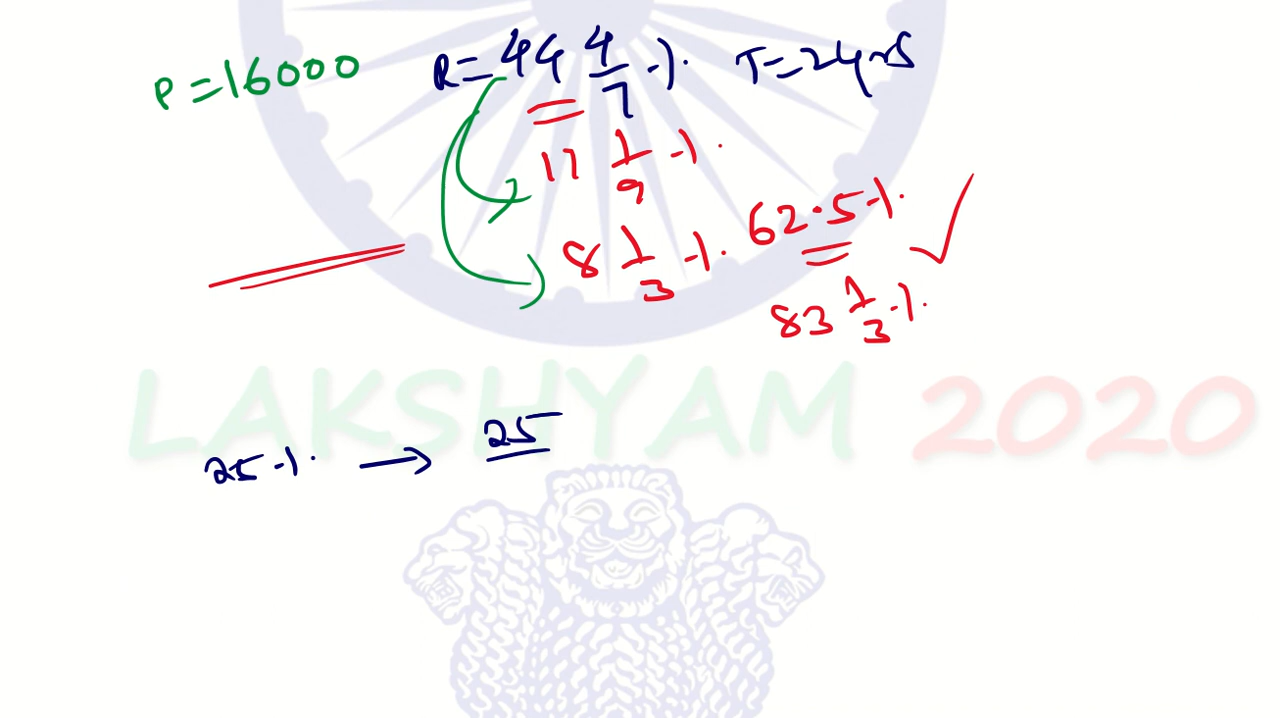 P = 16000 R = 44 4/7 % T = 2 yrs
11 1/9 %
62.5 %
8 1/3 %
83 1/3 %
LAKSHYAM 2020
25 % → 25